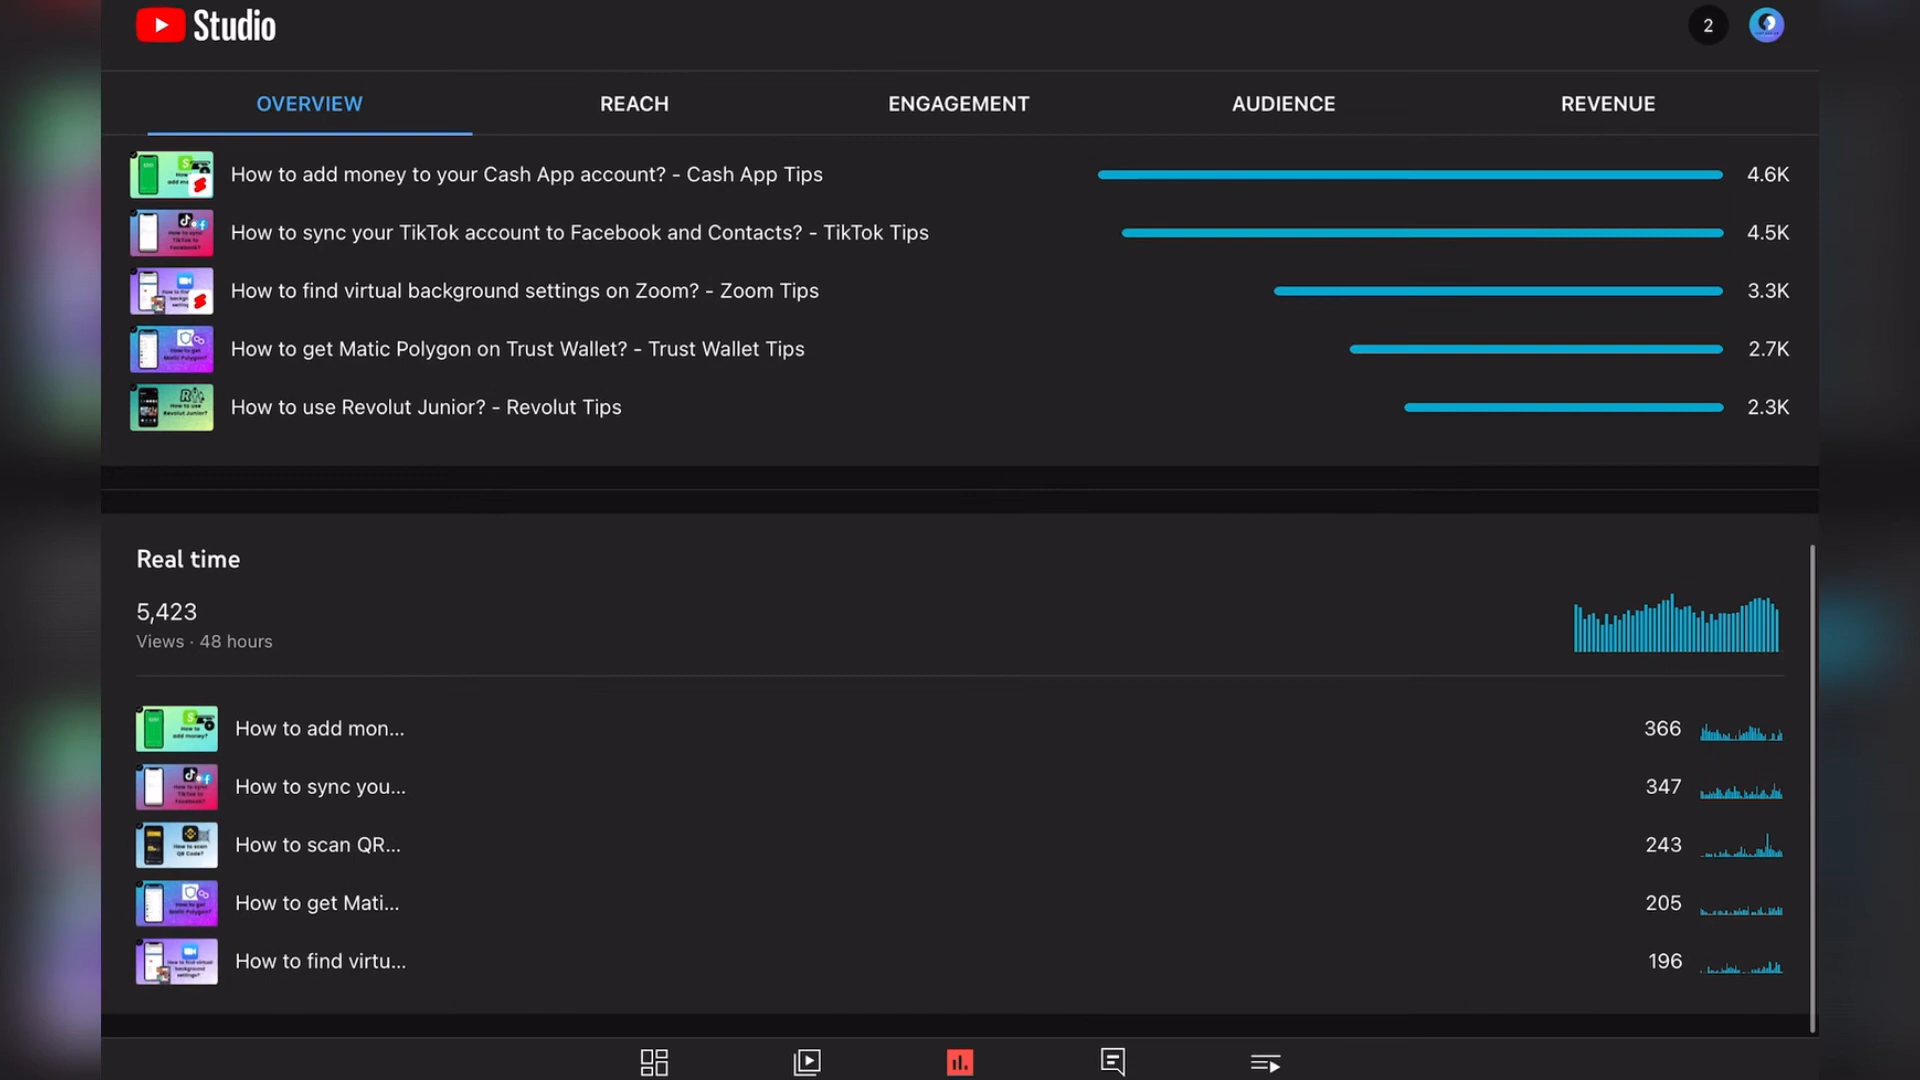 Studio
2
OVERVIEW REACH ENGAGEMENT AUDIENCE REVENUE
How to add money to your Cash App account? - Cash App Tips 4.6K
How to sync your TikTok account to Facebook and Contacts? - TikTok Tips 4.5K
How to find virtual background settings on Zoom? - Zoom Tips 3.3K
How to get Matic Polygon on Trust Wallet? - Trust Wallet Tips 2.7K
How to use Revolut Junior? - Revolut Tips 2.3K
Real time
5,423
Views · 48 hours
How to add mon... 366
How to sync you... 347
How to scan QR... 243
How to get Mati... 205
How to find virtu... 196